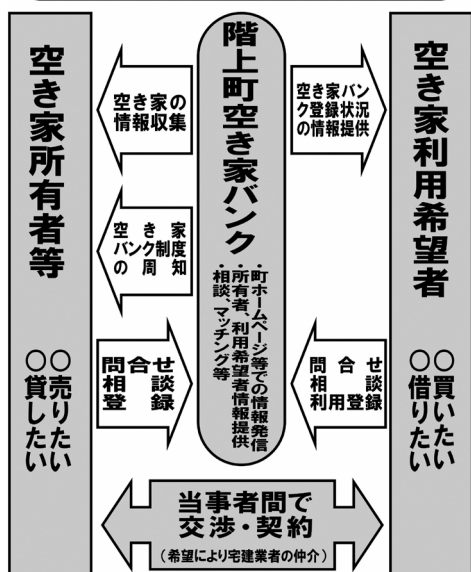 空き家所有者等
○売りたい
○貸したい
空き家の
情報収集
空き家
バンク制度
の周知
問合せ
相談
登録
階上町空き家バンク
・町ホームページ等での情報発信
・所有者、利用希望者情報提供
・相談、マッチング等
空き家バン
ク登録状況
の情報提供
問合せ
相談
利用登録
空き家利用希望者
○買いたい
○借りたい
当事者間で
交渉・契約
（希望により宅建業者の仲介）